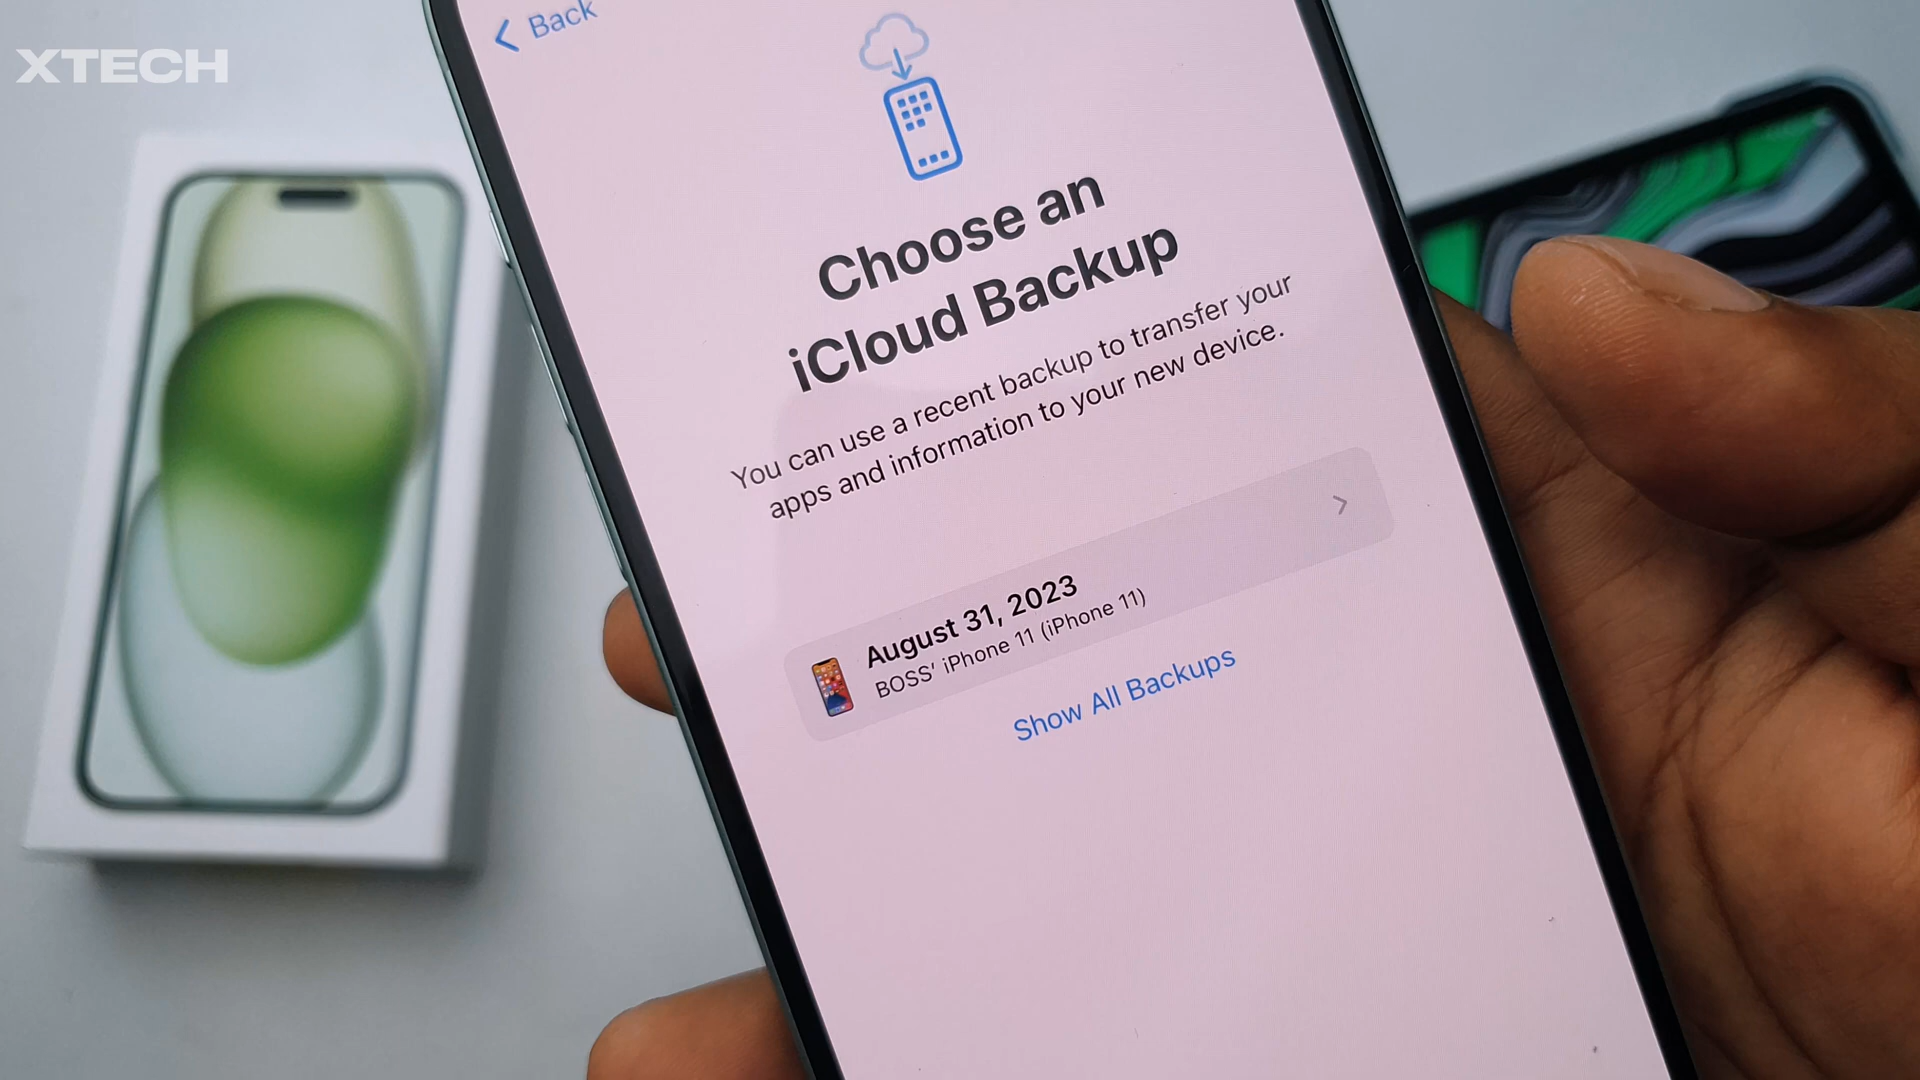 XTECH
Back
Choose an
iCloud Backup
You can use a recent backup to transfer your
apps and information to your new device.
August 31, 2023
BOSS' iPhone 11 (iPhone 11)
Show All Backups